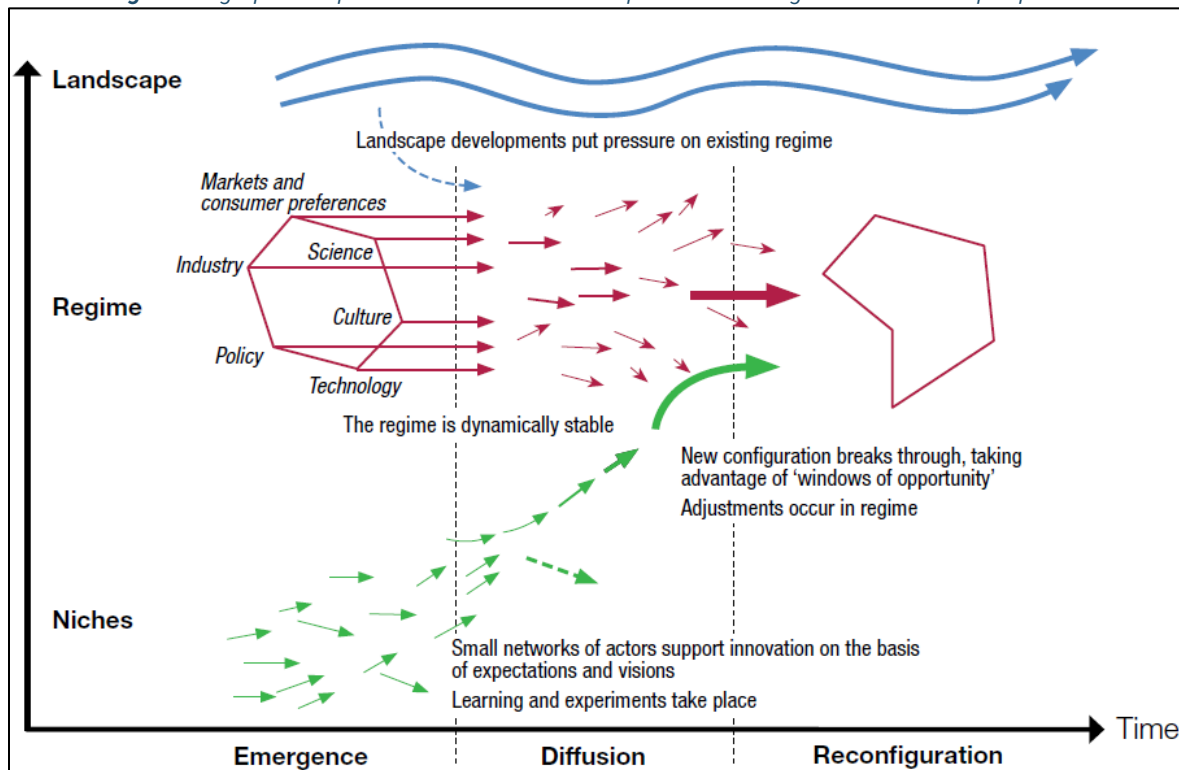 Landscape
Landscape developments put pressure on existing regime
Markets and
consumer preferences
Science
Industry
Regime
Culture
Policy
Technology
The regime is dynamically stable
New configuration breaks through, taking
advantage of ‘windows of opportunity’
Adjustments occur in regime
Niches
Small networks of actors support innovation on the basis
of expectations and visions
Learning and experiments take place
Time
Emergence
Diffusion
Reconfiguration